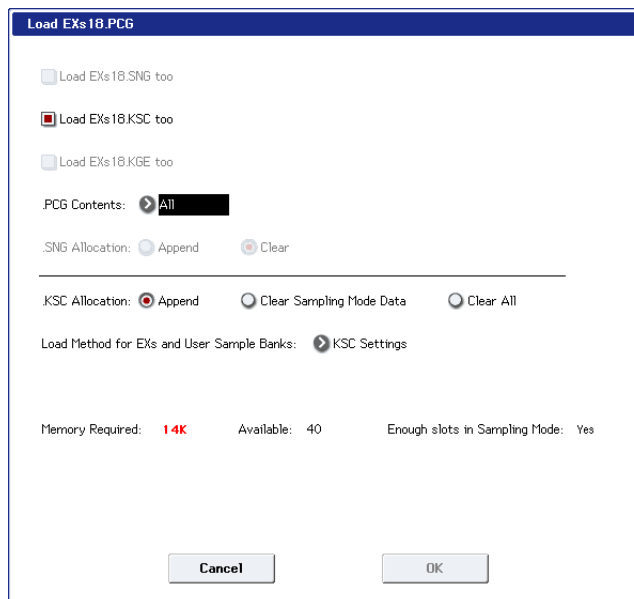 Load EXs18.PCG
Load EXs18.SNG too
Load EXs18.KSC too
Load EXs18.KGE too
.PCG Contents: All
.SNG Allocation: Append Clear
.KSC Allocation: Append Clear Sampling Mode Data Clear All
Load Method for EXs and User Sample Banks: KSC Settings
Memory Required: 14K Available: 40 Enough slots in Sampling Mode: Yes
Cancel OK